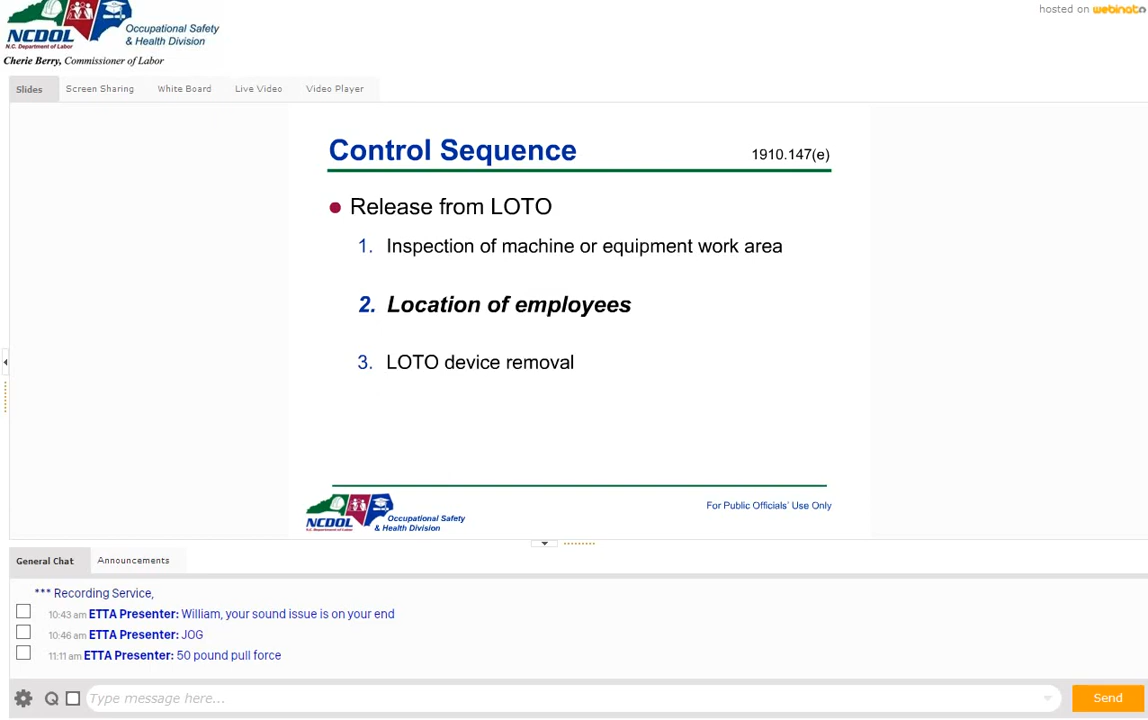 hosted on webinato
NCDOL
N.C. Department of Labor
Occupational Safety
& Health Division
Cherie Berry, Commissioner of Labor
Slides
Screen Sharing
White Board
Live Video
Video Player
Control Sequence
1910.147(e)
Release from LOTO
1. Inspection of machine or equipment work area
2. Location of employees
3. LOTO device removal
NCDOL
N.C. Department of Labor
Occupational Safety
& Health Division
For Public Officials' Use Only
General Chat
Announcements
*** Recording Service,
10:43 am ETTA Presenter: William, your sound issue is on your end
10:46 am ETTA Presenter: JOG
11:11 am ETTA Presenter: 50 pound pull force
Q
Type message here...
Send